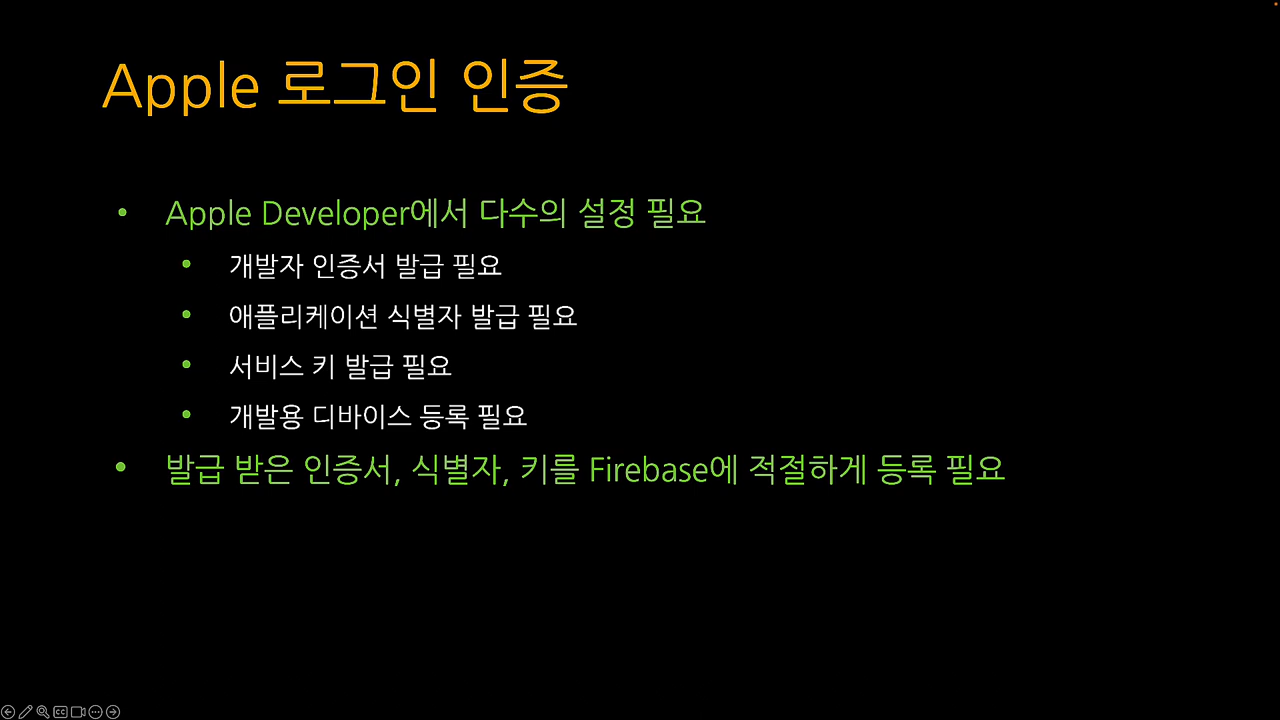 Apple 로그인 인증
• Apple Developer에서 다수의 설정 필요
• 개발자 인증서 발급 필요
• 애플리케이션 식별자 발급 필요
• 서비스 키 발급 필요
• 개발용 디바이스 등록 필요
• 발급 받은 인증서, 식별자, 키를 Firebase에 적절하게 등록 필요